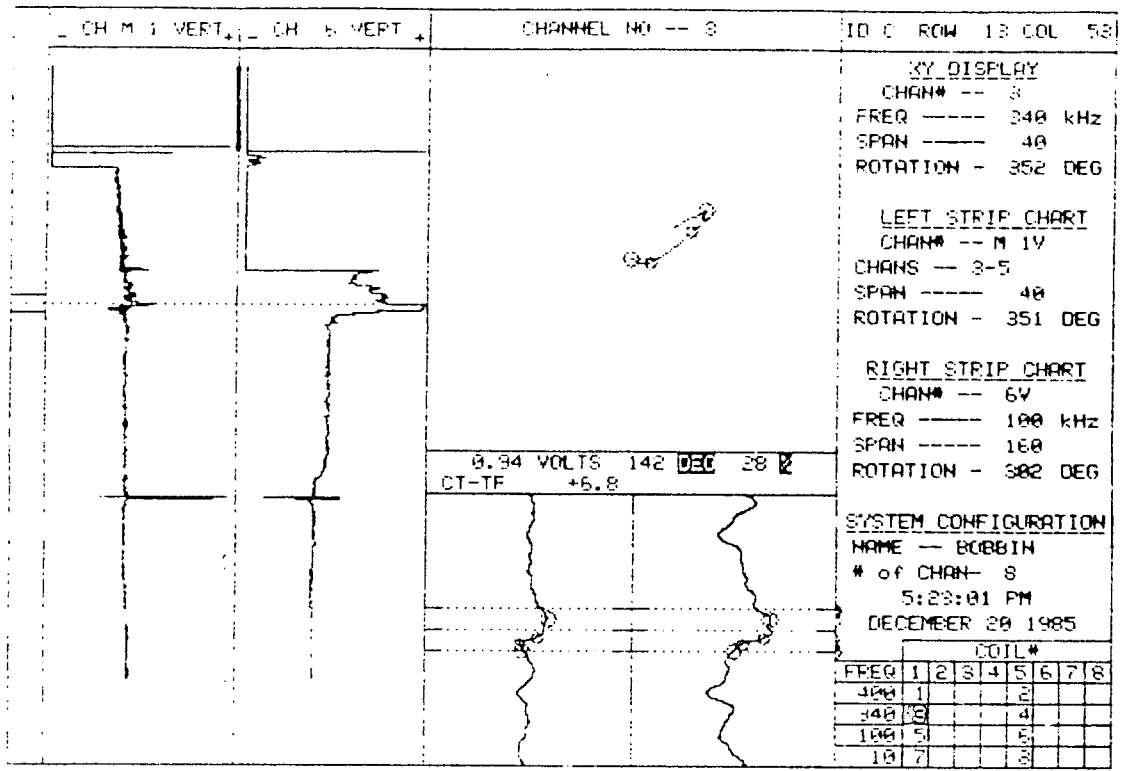 - CH M 1 VERT +
- CH 6 VERT +
CHANNEL NO -- 3
ID C ROW 13 COL 53
XY DISPLAY
CHAN# -- 3
FREQ ----- 340 kHz
SPAN ----- 40
ROTATION - 352 DEG
LEFT STRIP CHART
CHAN# -- M 1V
CHANS -- 3-5
SPAN ----- 40
ROTATION - 351 DEG
RIGHT STRIP CHART
CHAN# -- 6V
FREQ ----- 100 kHz
SPAN ----- 160
ROTATION - 302 DEG
0.94 VOLTS 142 DEG 28 %
CT-TF +6.8
SYSTEM CONFIGURATION
NAME -- BOBBIN
# of CHAN- 8
5:23:01 PM
DECEMBER 20 1985
COIL#
FREQ 1 2 3 4 5 6 7 8
400 1 2
340 3 4
100 5 6
10 7 8